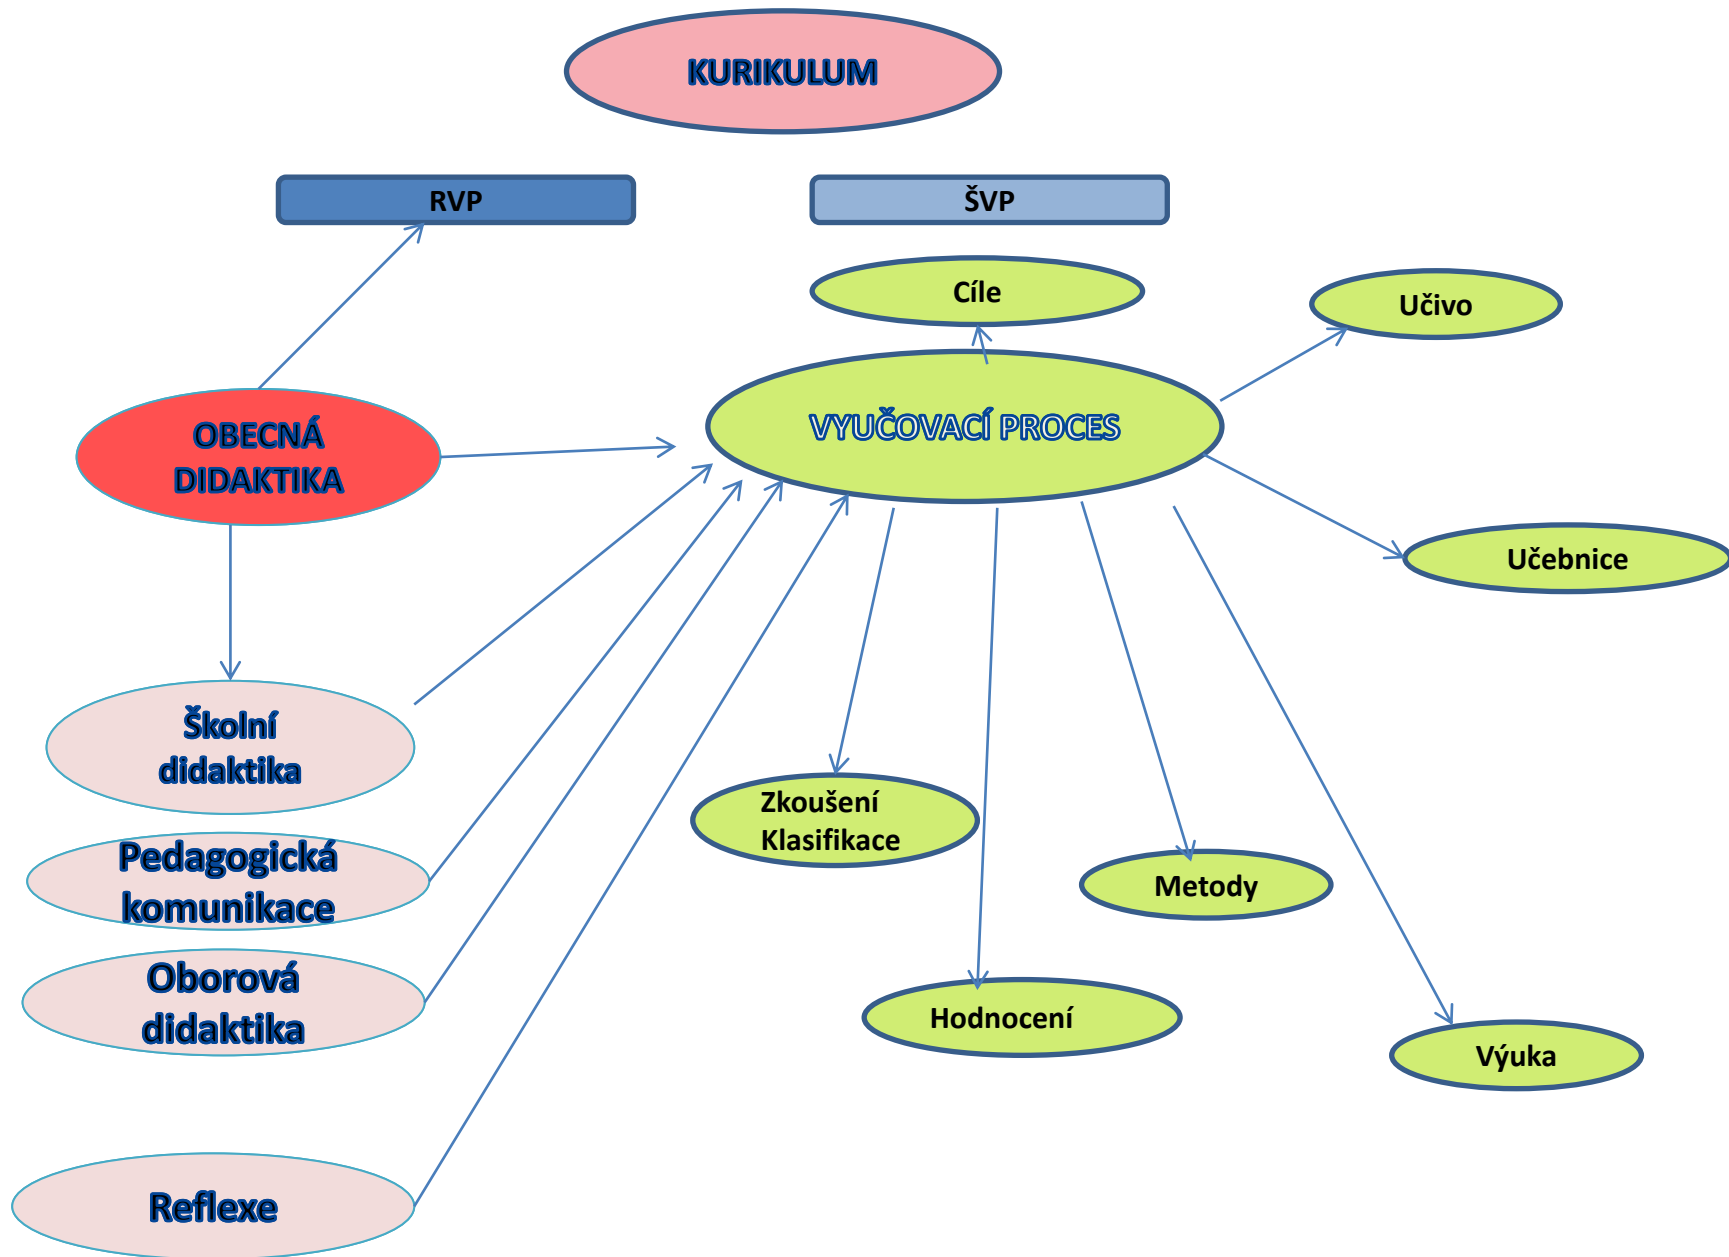 KURIKULUM
RVP
ŠVP
Cíle
Učivo
OBECNÁ
DIDAKTIKA
VYUČOVACÍ PROCES
Učebnice
Školní
didaktika
Zkoušení
Klasifikace
Pedagogická
komunikace
Metody
Oborová
didaktika
Hodnocení
Výuka
Reflexe